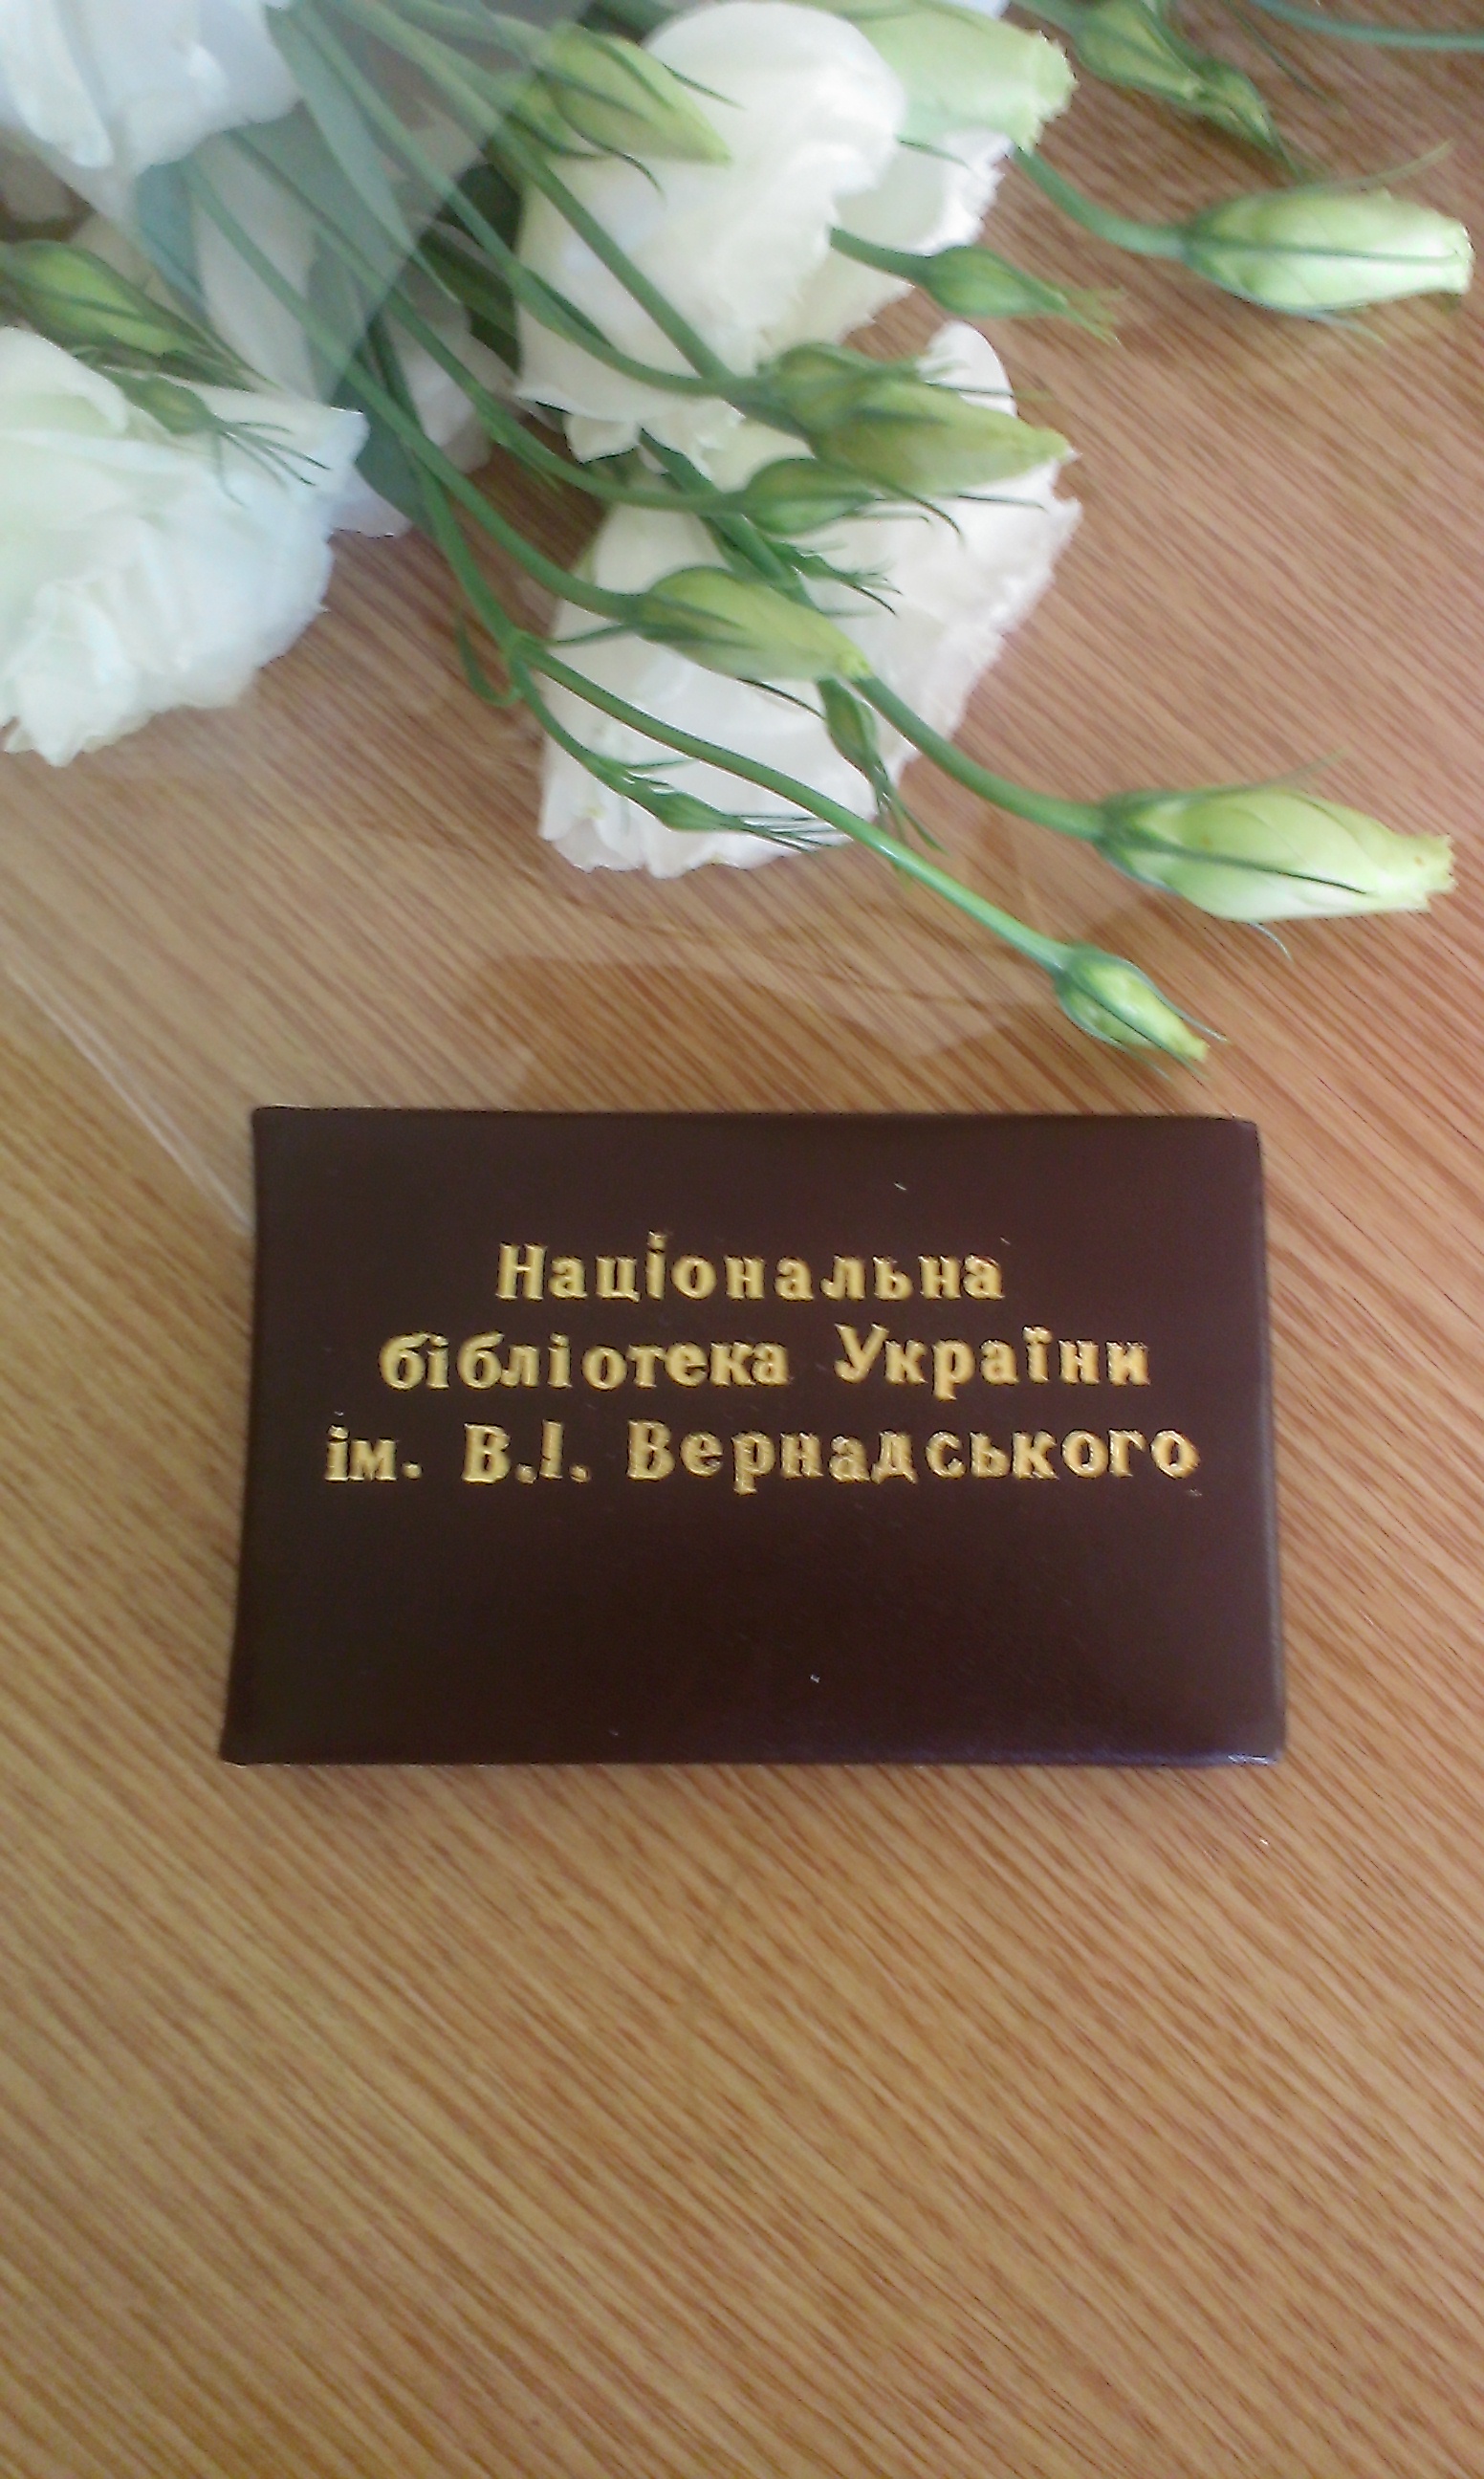 Національна
бібліотека України
ім. В.І. Вернадського